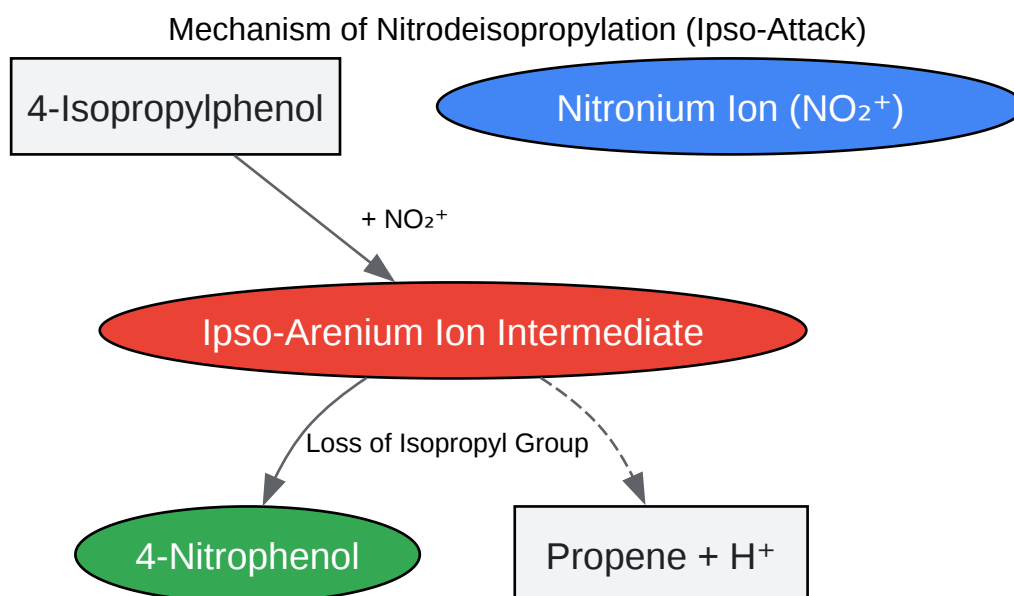 Mechanism of Nitrodeisopropylation (Ipso-Attack)
4-Isopropylphenol
Nitronium Ion (NO₂⁺)
+ NO₂⁺
Ipso-Arenium Ion Intermediate
Loss of Isopropyl Group
4-Nitrophenol
Propene + H⁺